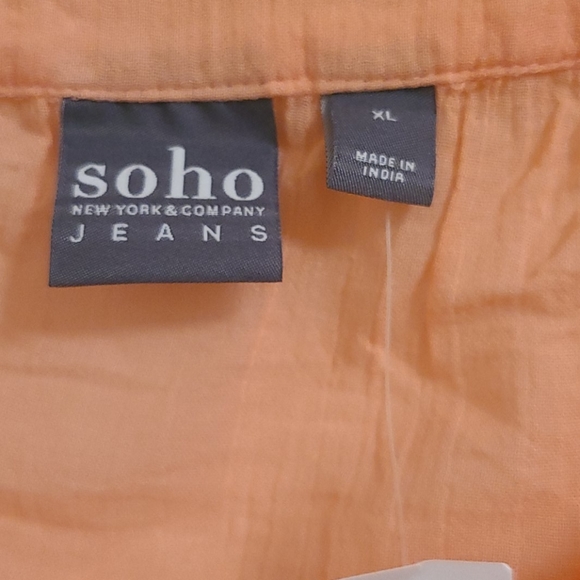 soho
NEW YORK & COMPANY
JEANS
XL
MADE IN
INDIA